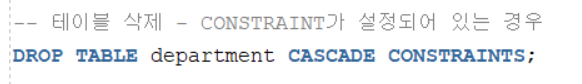 -- 테이블 삭제 - CONSTRAINT가 설정되어 있는 경우
DROP TABLE department CASCADE CONSTRAINTS;